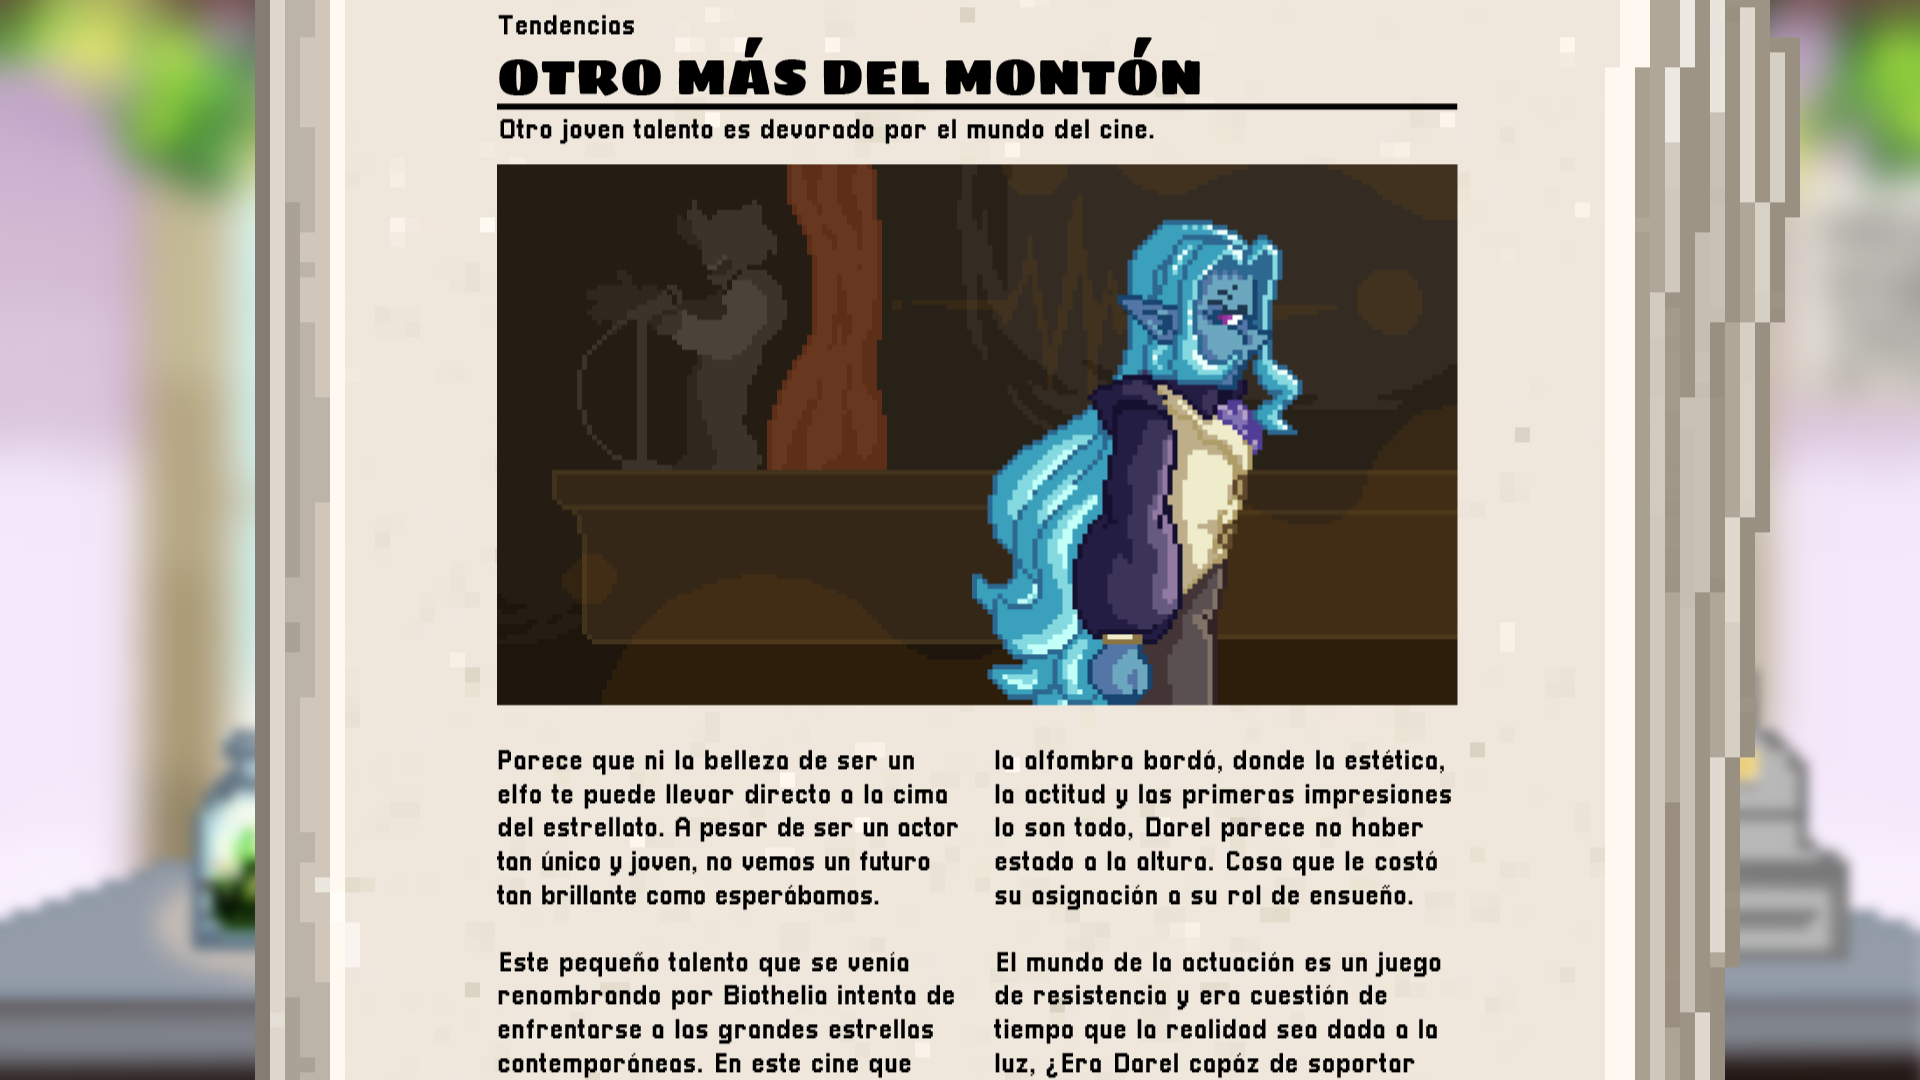 Tendencias
OTRO MÁS DEL MONTÓN
Otro joven talento es devorado por el mundo del cine.
Parece que ni la belleza de ser un
elfo te puede llevar directo a la cima
del estrellato. A pesar de ser un actor
tan único y joven, no vemos un futuro
tan brillante como esperábamos.
Este pequeño talento que se venía
renombrando por Biothelia intenta de
enfrentarse a las grandes estrellas
contemporáneas. En este cine que
la alfombra bordó, donde la estética,
la actitud y las primeras impresiones
lo son todo, Darel parece no haber
estado a la altura. Cosa que le costó
su asignación a su rol de ensueño.
El mundo de la actuación es un juego
de resistencia y era cuestión de
tiempo que la realidad sea dada a la
luz, ¿Era Darel capáz de soportar